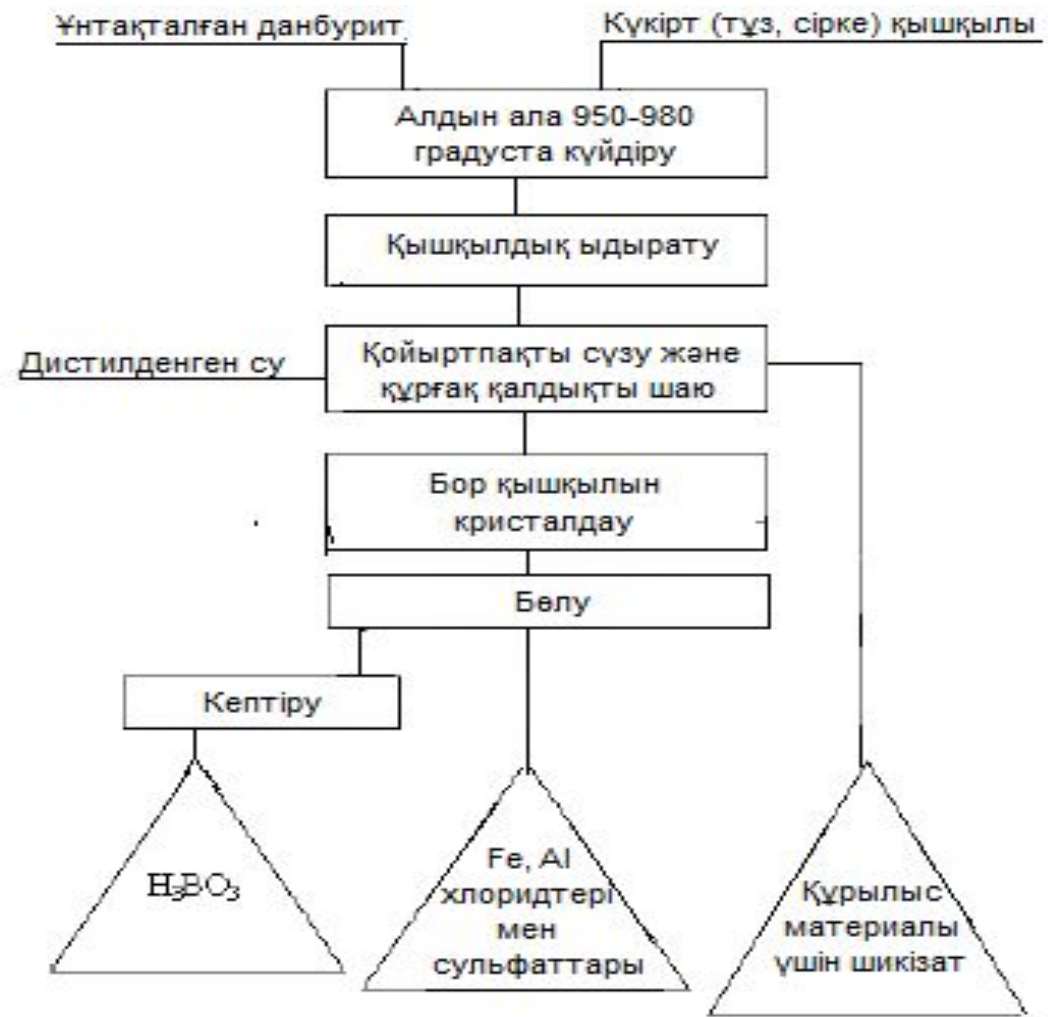 Ұнтақталған данбурит
Күкірт (тұз, сірке) қышқылы
Алдын ала 950-980
градуста күйдіру
Қышқылдық ыдырату
Дистилденген су
Қойыртпақты сүзу және
құрғақ қалдықты шаю
Бор қышқылын
кристалдау
Бөлу
Кептіру
H₃BO₃
Fe, Al
хлоридтері
мен
сульфаттары
Құрылыс
материалы
үшін шикізат